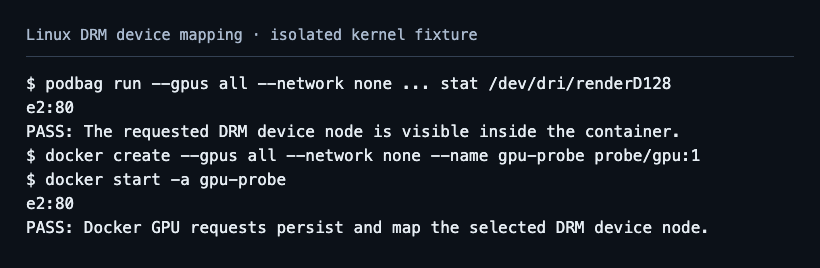 Linux DRM device mapping · isolated kernel fixture
$ podbag run --gpus all --network none ... stat /dev/dri/renderD128
e2:80
PASS: The requested DRM device node is visible inside the container.
$ docker create --gpus all --network none --name gpu-probe probe/gpu:1
$ docker start -a gpu-probe
e2:80
PASS: Docker GPU requests persist and map the selected DRM device node.